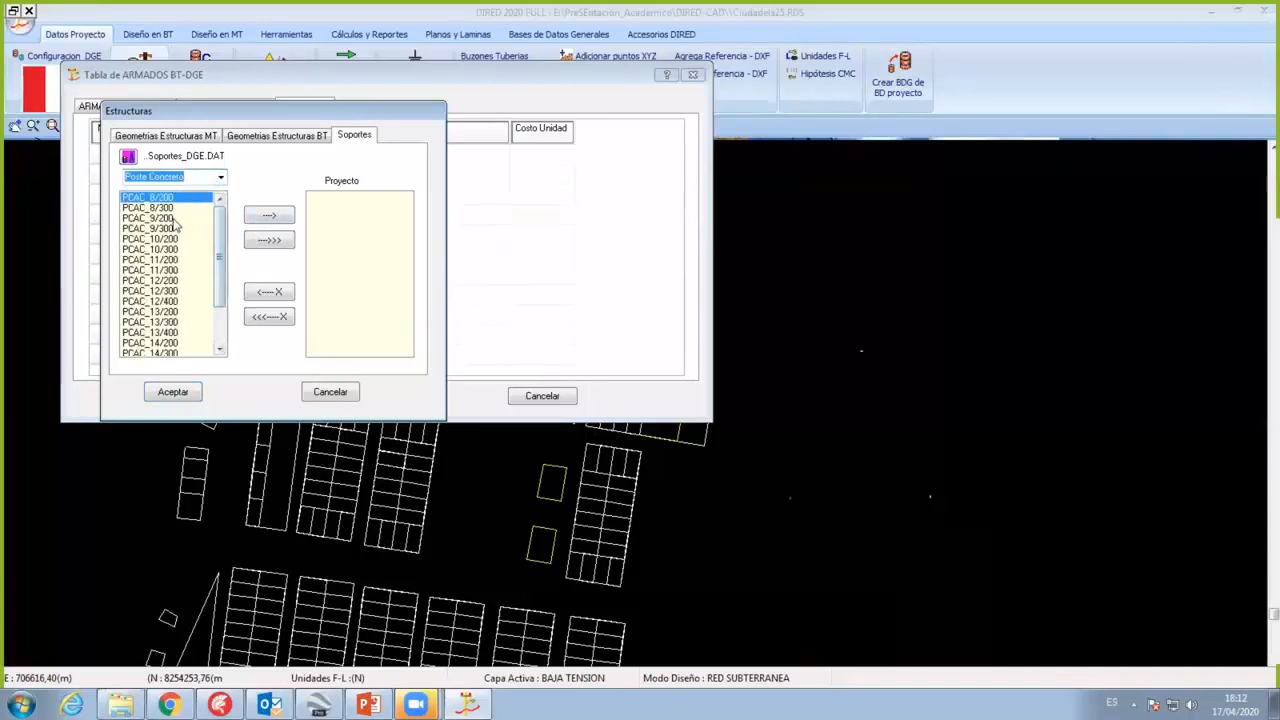 DIRED 2020 FULL : E:\PreSEntación_Academico\DIRED-CAD\\Ciudadela25.RDS
Datos Proyecto
Diseño en BT
Diseño en MT
Herramientas
Cálculos y Reportes
Planos y Laminas
Bases de Datos Generales
Accesorios DIRED
Configuracion DGE
Buzones Tuberias
Adicionar puntos XYZ
Agrega Referencia - DXF
Unidades F-L
ferencia - DXF
Hipótesis CMC
Crear BDG de
BD proyecto
Tabla de ARMADOS BT-DGE
Estructuras
Costo Unidad
Geometrias Estructuras MT
Geometrias Estructuras BT
Soportes
..Soportes_DGE.DAT
Poste Concreto
Proyecto
PCAC_8/200
PCAC_8/300
PCAC_9/200
PCAC_9/300
PCAC_10/200
PCAC_10/300
PCAC_11/200
PCAC_11/300
PCAC_12/200
PCAC_12/300
PCAC_12/400
PCAC_13/200
PCAC_13/300
PCAC_13/400
PCAC_14/200
PCAC_14/300
---->
---->>>
<-----X
<<<-----X
Aceptar
Cancelar
Cancelar
E : 706616,40(m)
(N : 8254253,76(m
Unidades F-L :(N)
Capa Activa : BAJA TENSION
Modo Diseño : RED SUBTERRANEA
ES
18:12
17/04/2020